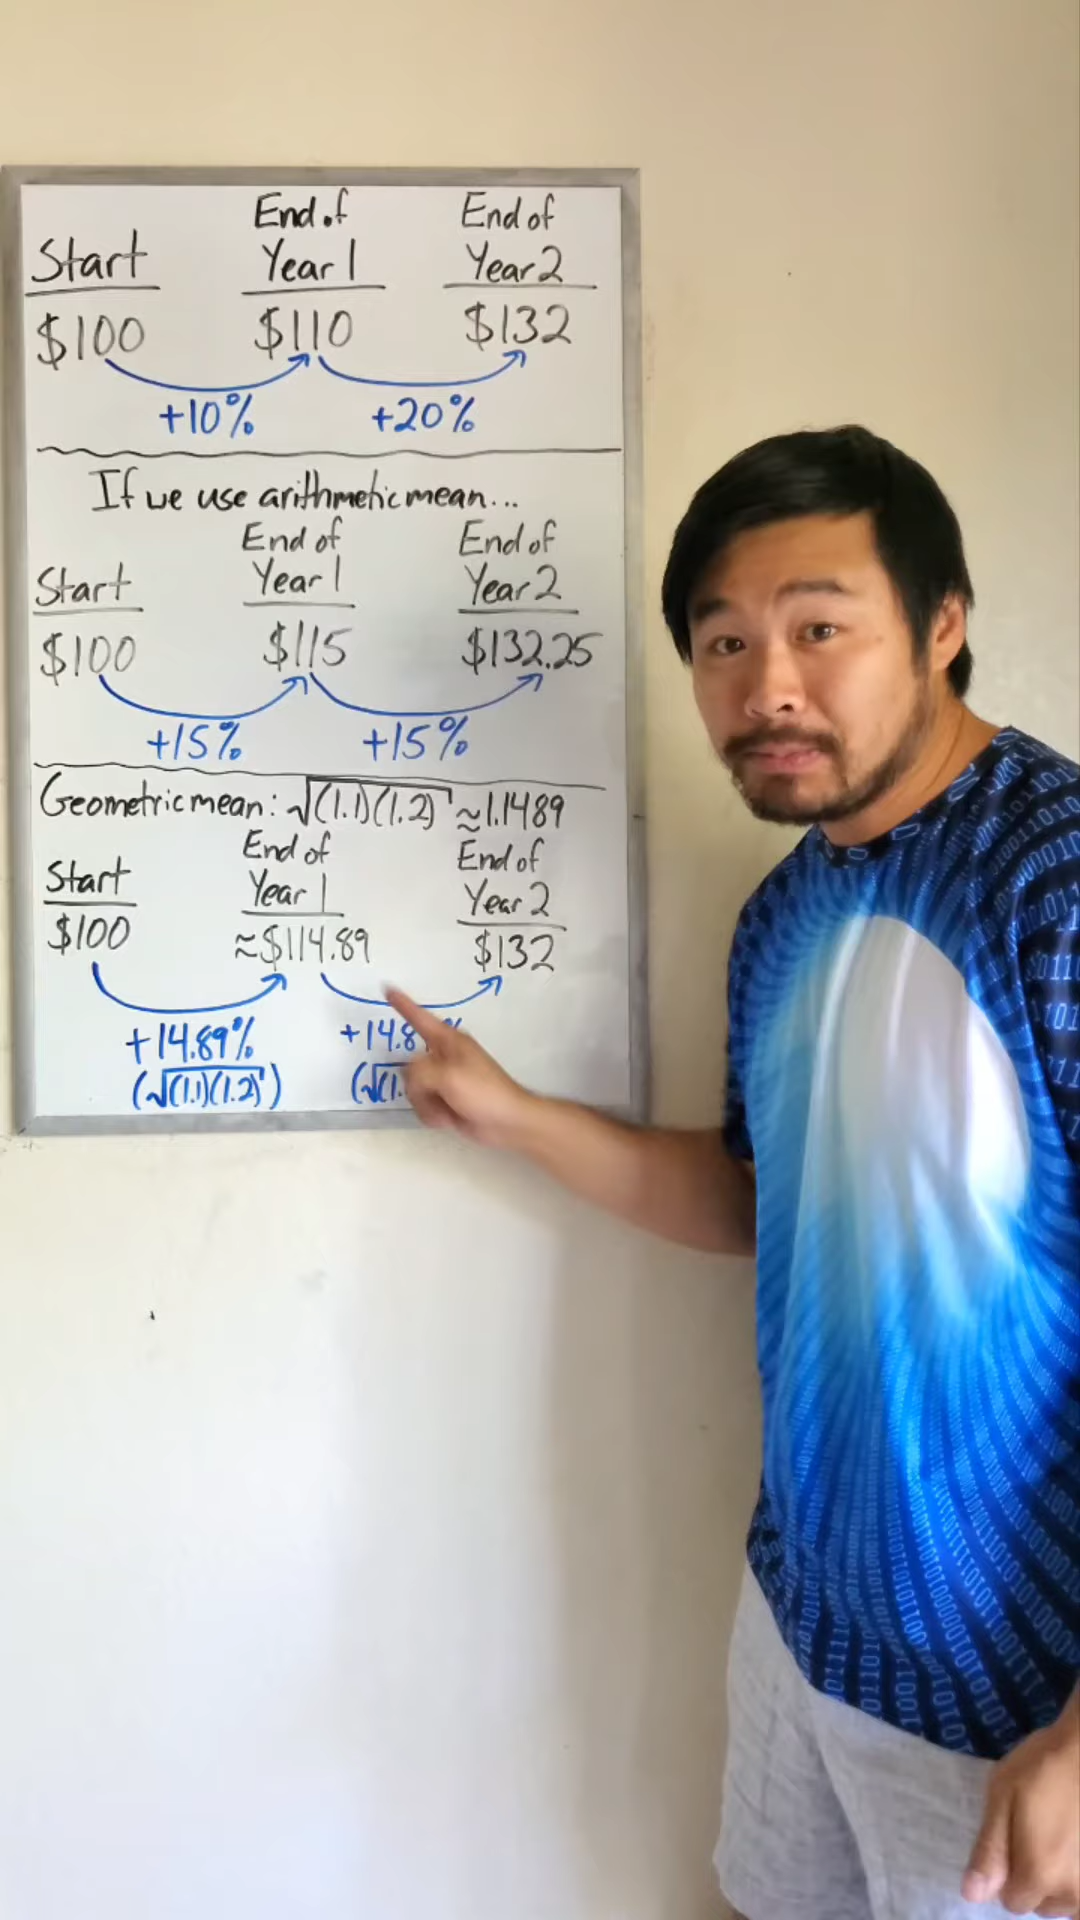 Start
End of
Year 1
End of
Year 2
$100
$110
$132
+10%
+20%
If we use arithmetic mean...
Start
End of
Year 1
End of
Year 2
$100
$115
$132.25
+15%
+15%
Geometric mean: √(1.1)(1.2) ≈1.1489
Start
End of
Year 1
End of
Year 2
$100
≈$114.89
$132
+14.89%
(√(1.1)(1.2))
+14.8
(√(1.